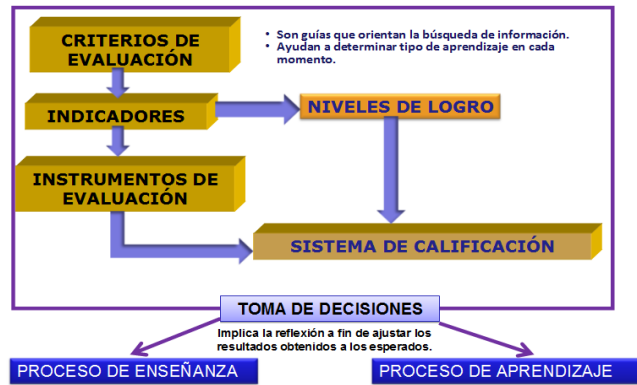 CRITERIOS DE
EVALUACIÓN
• Son guías que orientan la búsqueda de información.
• Ayudan a determinar tipo de aprendizaje en cada
momento.
INDICADORES
NIVELES DE LOGRO
INSTRUMENTOS DE
EVALUACIÓN
SISTEMA DE CALIFICACIÓN
TOMA DE DECISIONES
Implica la reflexión a fin de ajustar los
resultados obtenidos a los esperados.
PROCESO DE ENSEÑANZA
PROCESO DE APRENDIZAJE